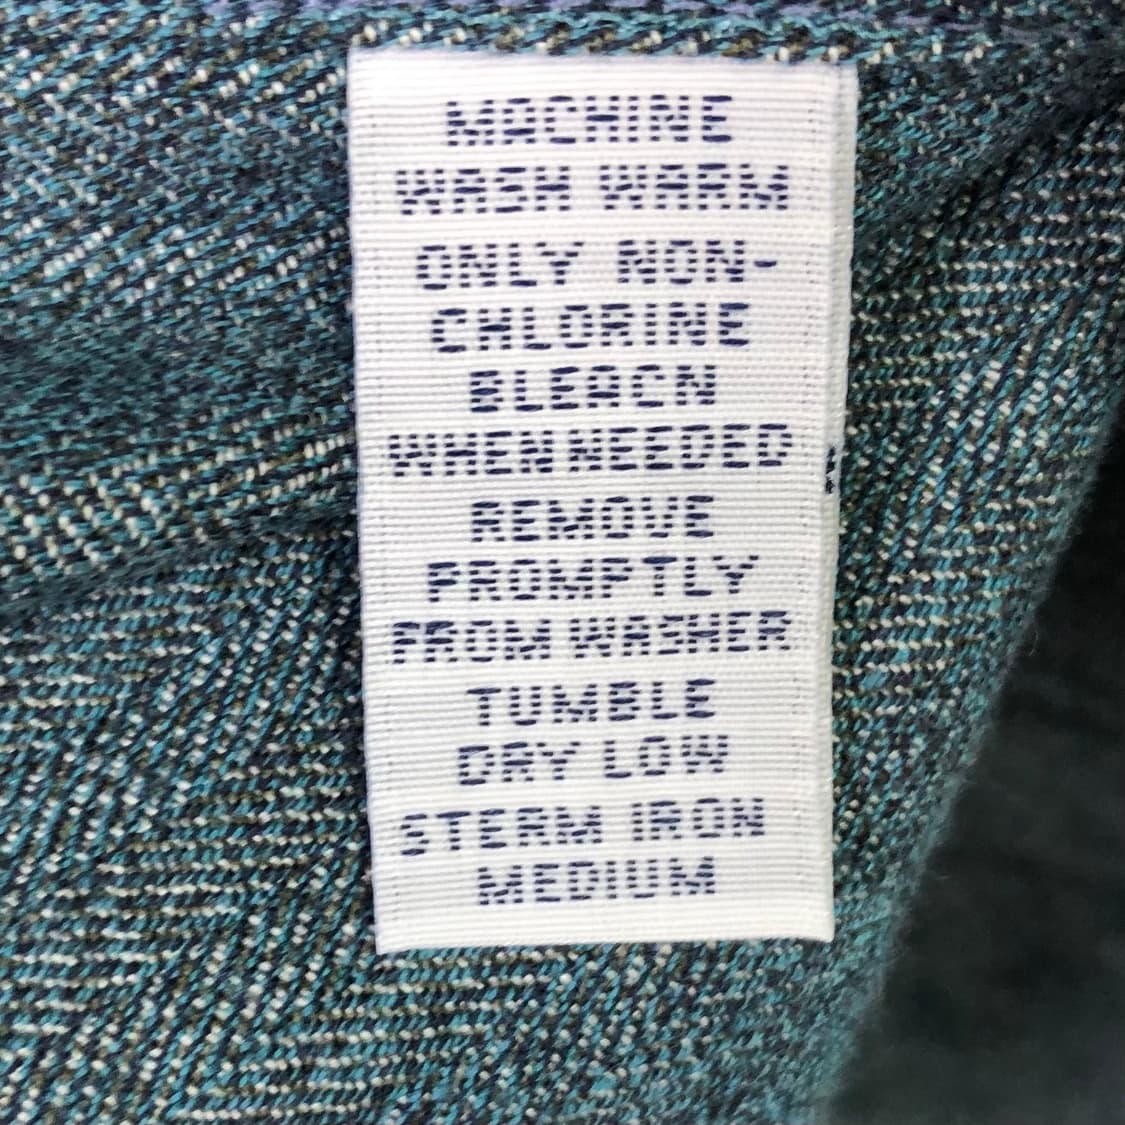 MACHINE
WASH WARM
ONLY NON-
CHLORINE
BLEACN
WHEN NEEDED
REMOVE
PROMPTLY
FROM WASHER
TUMBLE
DRY LOW
STERM IRON
MEDIUM